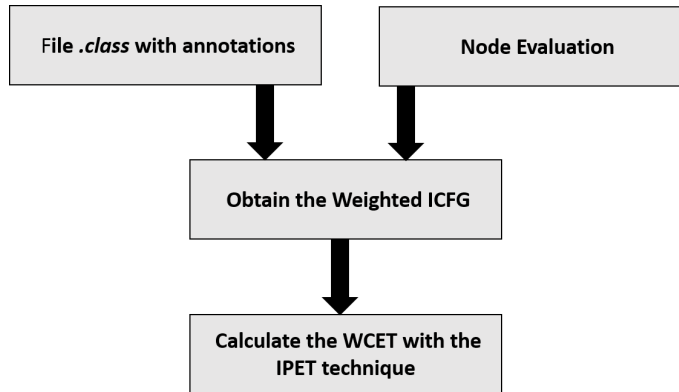 File .class with annotations
Node Evaluation
Obtain the Weighted ICFG
Calculate the WCET with the
IPET technique